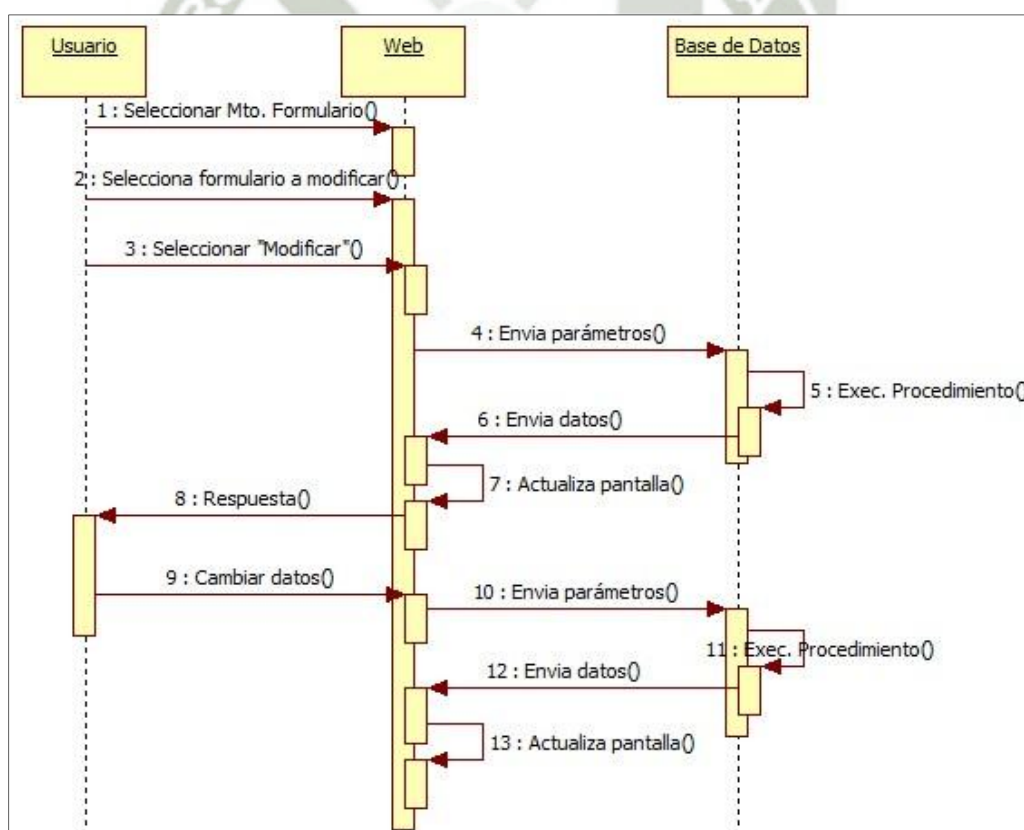 Usuario
Web
Base de Datos
1 : Seleccionar Mto. Formulario()
2 : Selecciona formulario a modificar()
3 : Seleccionar "Modificar"()
4 : Envia parámetros()
5 : Exec. Procedimiento()
6 : Envia datos()
7 : Actualiza pantalla()
8 : Respuesta()
9 : Cambiar datos()
10 : Envia parámetros()
11 : Exec. Procedimiento()
12 : Envia datos()
13 : Actualiza pantalla()